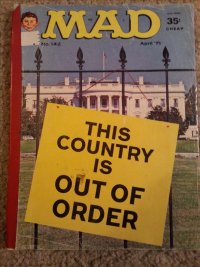 MAD
35¢
CHEAP
No. 142
April '71
THIS
COUNTRY
IS
OUT OF
ORDER